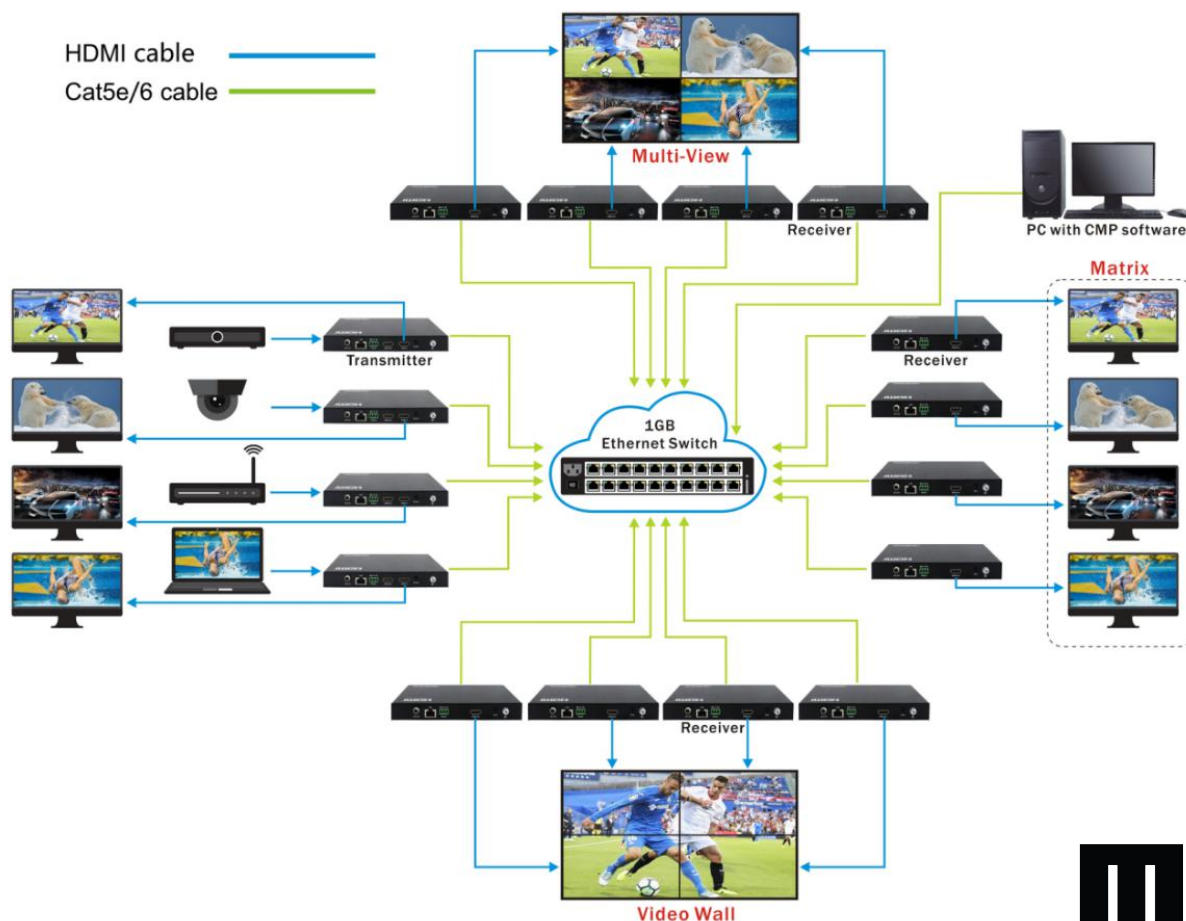 HDMI cable
Cat5e/6 cable
Multi-View
Receiver
PC with CMP software
Matrix
Transmitter
Receiver
1GB
Ethernet Switch
Receiver
Video Wall